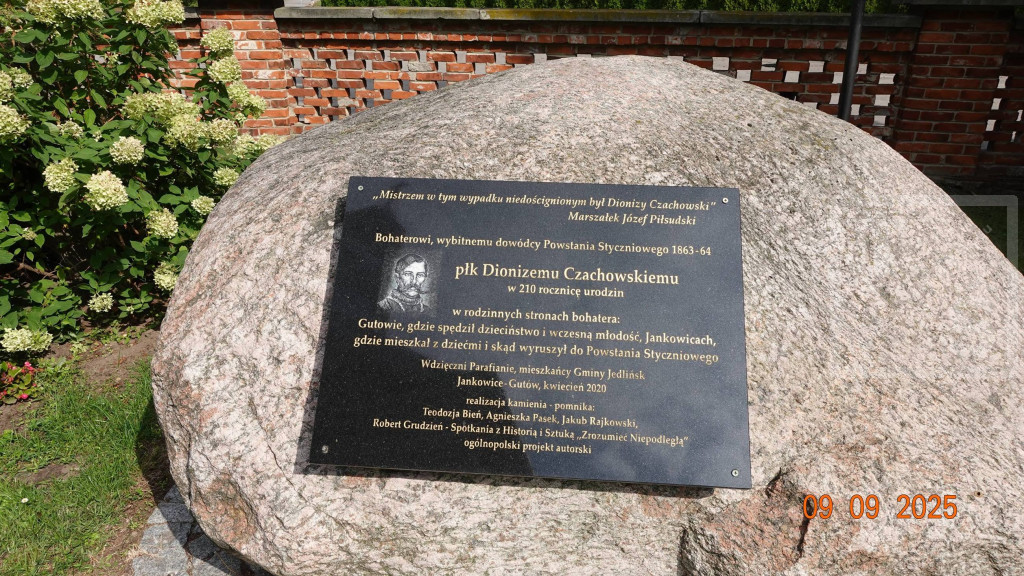 „Mistrzem w tym wypadku niedoścignionym był Dionizy Czachowski"
Marszałek Józef Piłsudski
Bohaterowi, wybitnemu dowódcy Powstania Styczniowego 1863-64
płk Dionizemu Czachowskiemu
w 210 rocznicę urodzin
w rodzinnych stronach bohatera:
Gutowie, gdzie spędził dzieciństwo i wczesną młodość, Jankowicach,
gdzie mieszkał z dziećmi i skąd wyruszył do Powstania Styczniowego
Wdzięczni Parafianie, mieszkańcy Gminy Jedlińsk
Jankowice-Gutów, kwiecień 2020
realizacja kamienia - pomnika:
Teodozja Bień, Agnieszka Pasek, Jakub Rajkowski,
Robert Grudzień - Spotkania z Historią i Sztuką „Zrozumieć Niepodległą"
ogólnopolski projekt autorski
09 09 2025